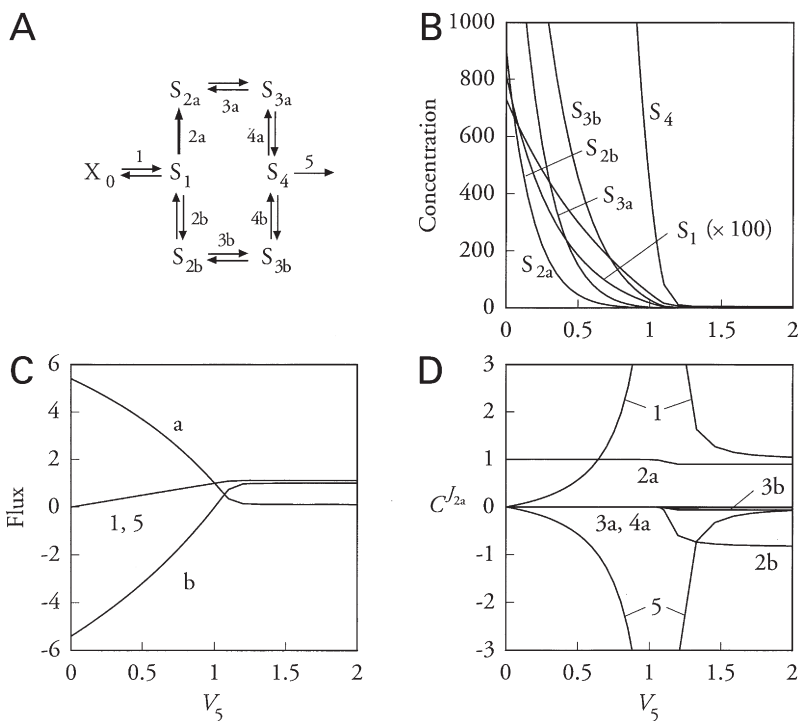 A
S2a
3a
S3a
2a
4a
X0
1
S1
S4
5
2b
4b
S2b
3b
S3b
B
Concentration
1000
800
600
400
200
0
S3b
S4
S2b
S3a
S1 (× 100)
S2a
0 0.5 1 1.5 2
C
Flux
6
4
2
0
-2
-4
-6
a
1, 5
b
0 0.5 1 1.5 2
V5
D
CJ2a
3
2
1
0
-1
-2
-3
1
2a
3b
3a, 4a
2b
5
0 0.5 1 1.5 2
V5